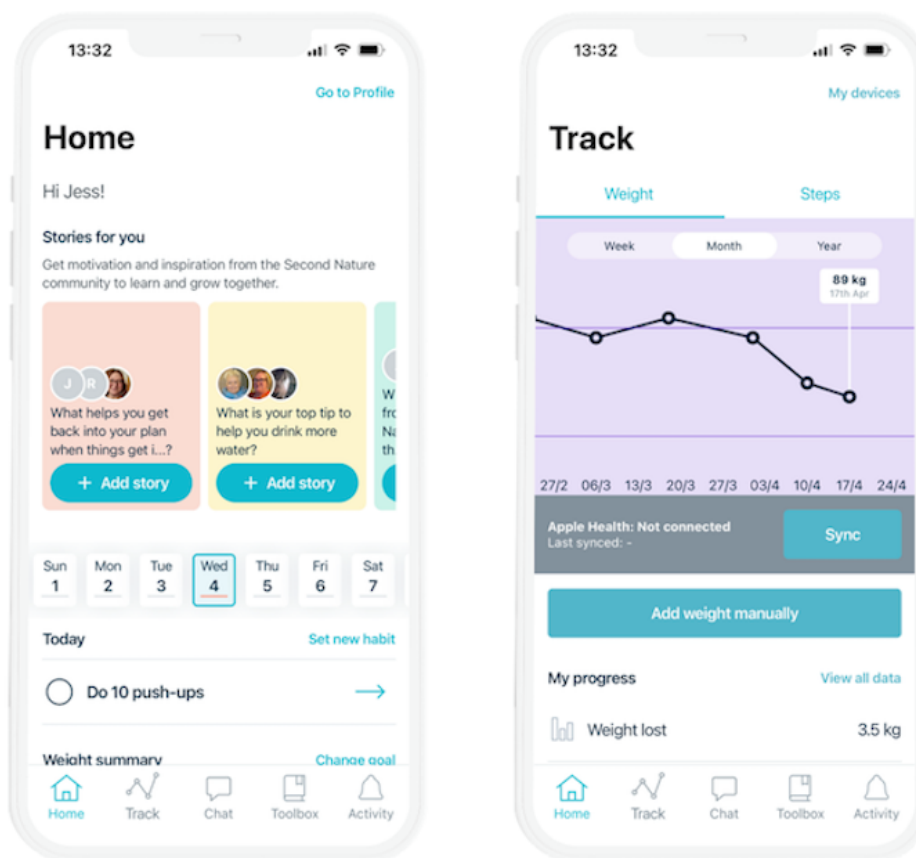 13:32
Go to Profile
Home
Hi Jess!
Stories for you
Get motivation and inspiration from the Second Nature
community to learn and grow together.
J R
What helps you get
back into your plan
when things get i...?
+ Add story
What is your top tip to
help you drink more
water?
+ Add story
W
fro
Na
th
Sun Mon Tue Wed Thu Fri Sat
1 2 3 4 5 6 7
Today
Set new habit
Do 10 push-ups
Weight summary
Change goal
Home Track Chat Toolbox Activity
13:32
My devices
Track
Weight Steps
Week Month Year
89 kg
17th Apr
27/2 06/3 13/3 20/3 27/3 03/4 10/4 17/4 24/4
Apple Health: Not connected
Last synced: -
Sync
Add weight manually
My progress
View all data
Weight lost
3.5 kg
Home Track Chat Toolbox Activity